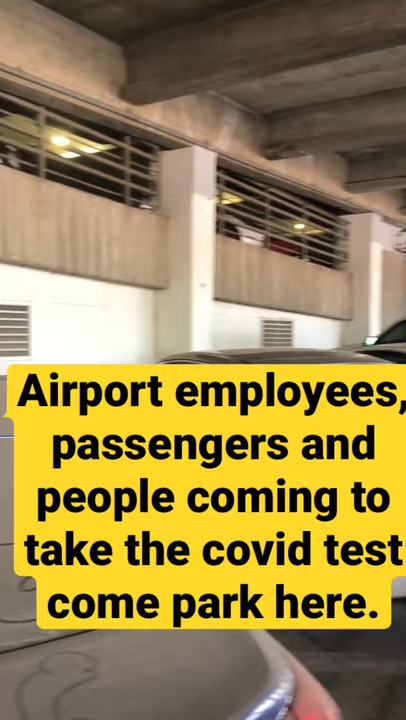 Airport employees,
passengers and
people coming to
take the covid test
come park here.